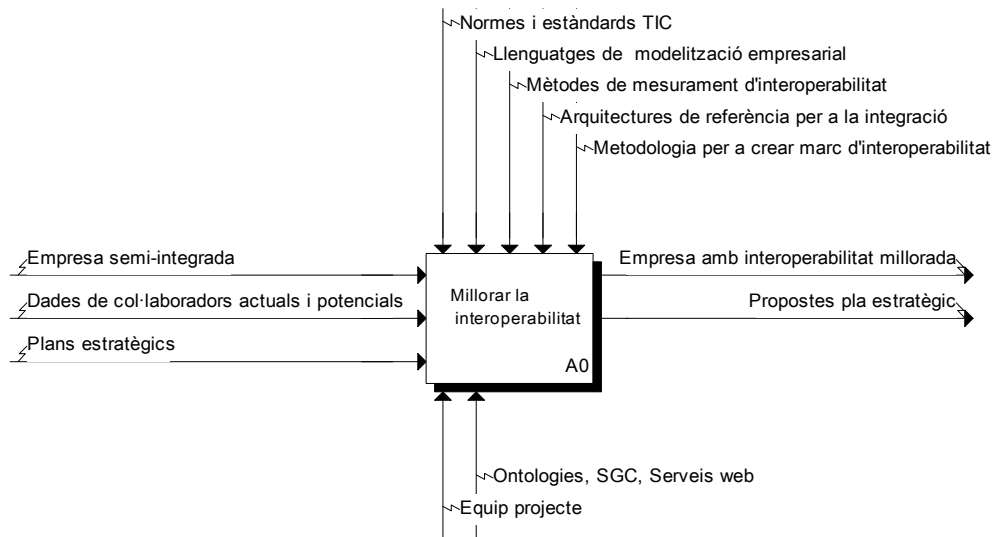 Normes i estàndards TIC
Llenguatges de modelització empresarial
Mètodes de mesurament d'interoperabilitat
Arquitectures de referència per a la integració
Metodologia per a crear marc d'interoperabilitat
Empresa semi-integrada
Empresa amb interoperabilitat millorada
Dades de col·laboradors actuals i potencials
Propostes pla estratègic
Plans estratègics
Millorar la
interoperabilitat
A0
Ontologies, SGC, Serveis web
Equip projecte